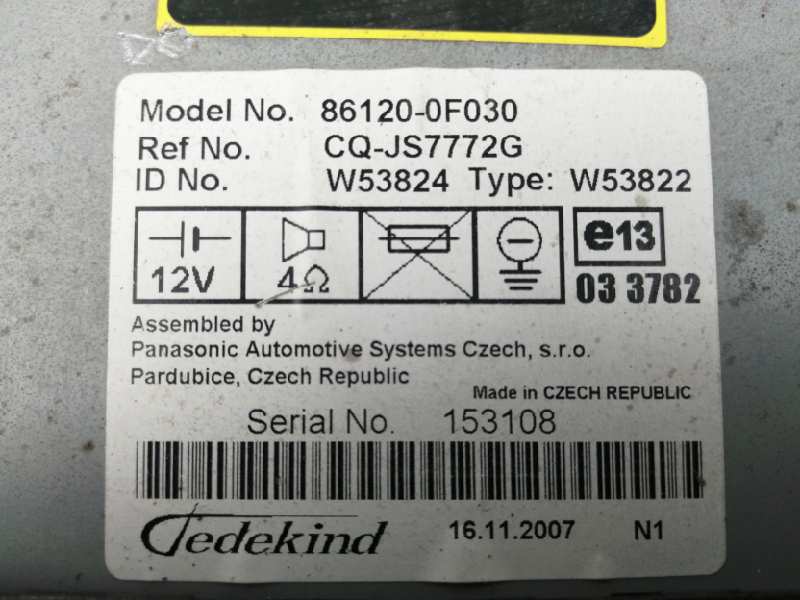 Model No. 86120-0F030
Ref No. CQ-JS7772G
ID No. W53824 Type: W53822
12V 4Ω e13
03 3782
Assembled by
Panasonic Automotive Systems Czech, s.r.o.
Pardubice, Czech Republic
Made in CZECH REPUBLIC
Serial No. 153108
Tedekind 16.11.2007 N1